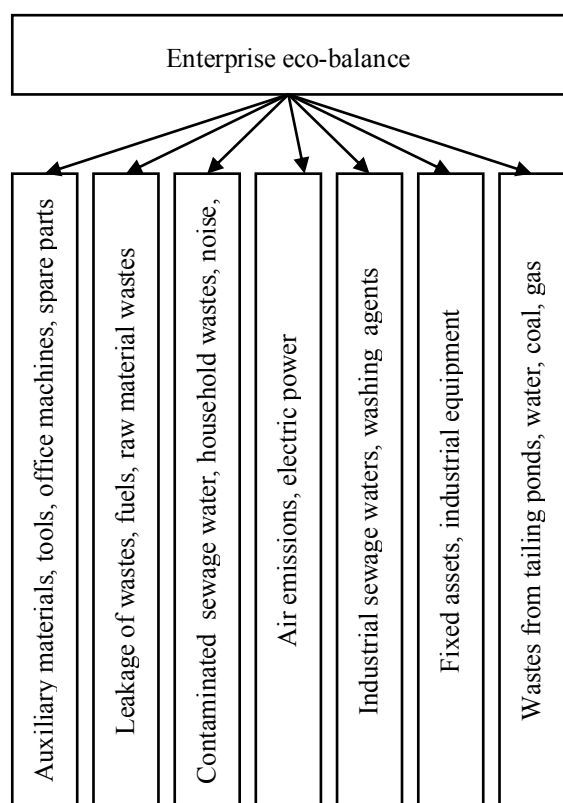 Enterprise eco-balance
Auxiliary materials, tools, office machines, spare parts
Leakage of wastes, fuels, raw material wastes
Contaminated sewage water, household wastes, noise,
Air emissions, electric power
Industrial sewage waters, washing agents
Fixed assets, industrial equipment
Wastes from tailing ponds, water, coal, gas